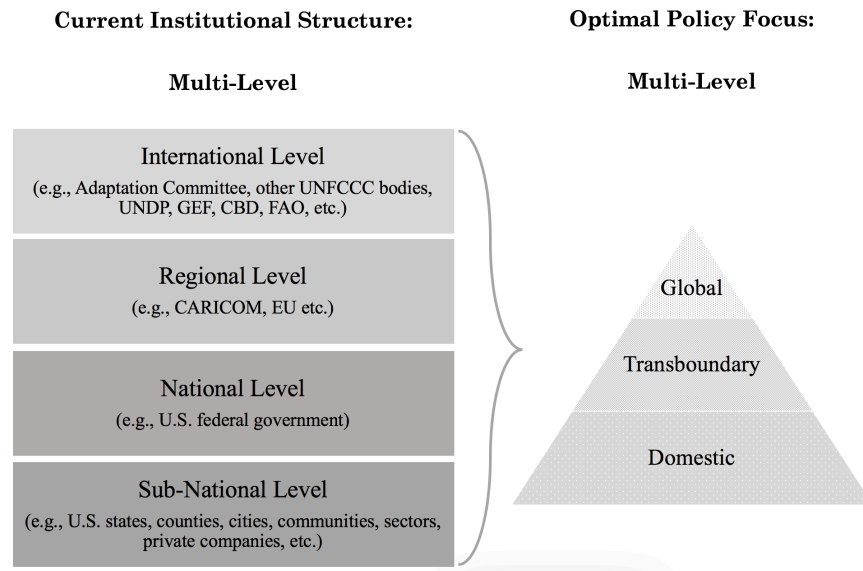 Current Institutional Structure:
Multi-Level
International Level
(e.g., Adaptation Committee, other UNFCCC bodies,
UNDP, GEF, CBD, FAO, etc.)
Regional Level
(e.g., CARICOM, EU etc.)
National Level
(e.g., U.S. federal government)
Sub-National Level
(e.g., U.S. states, counties, cities, communities, sectors,
private companies, etc.)
Optimal Policy Focus:
Multi-Level
Global
Transboundary
Domestic